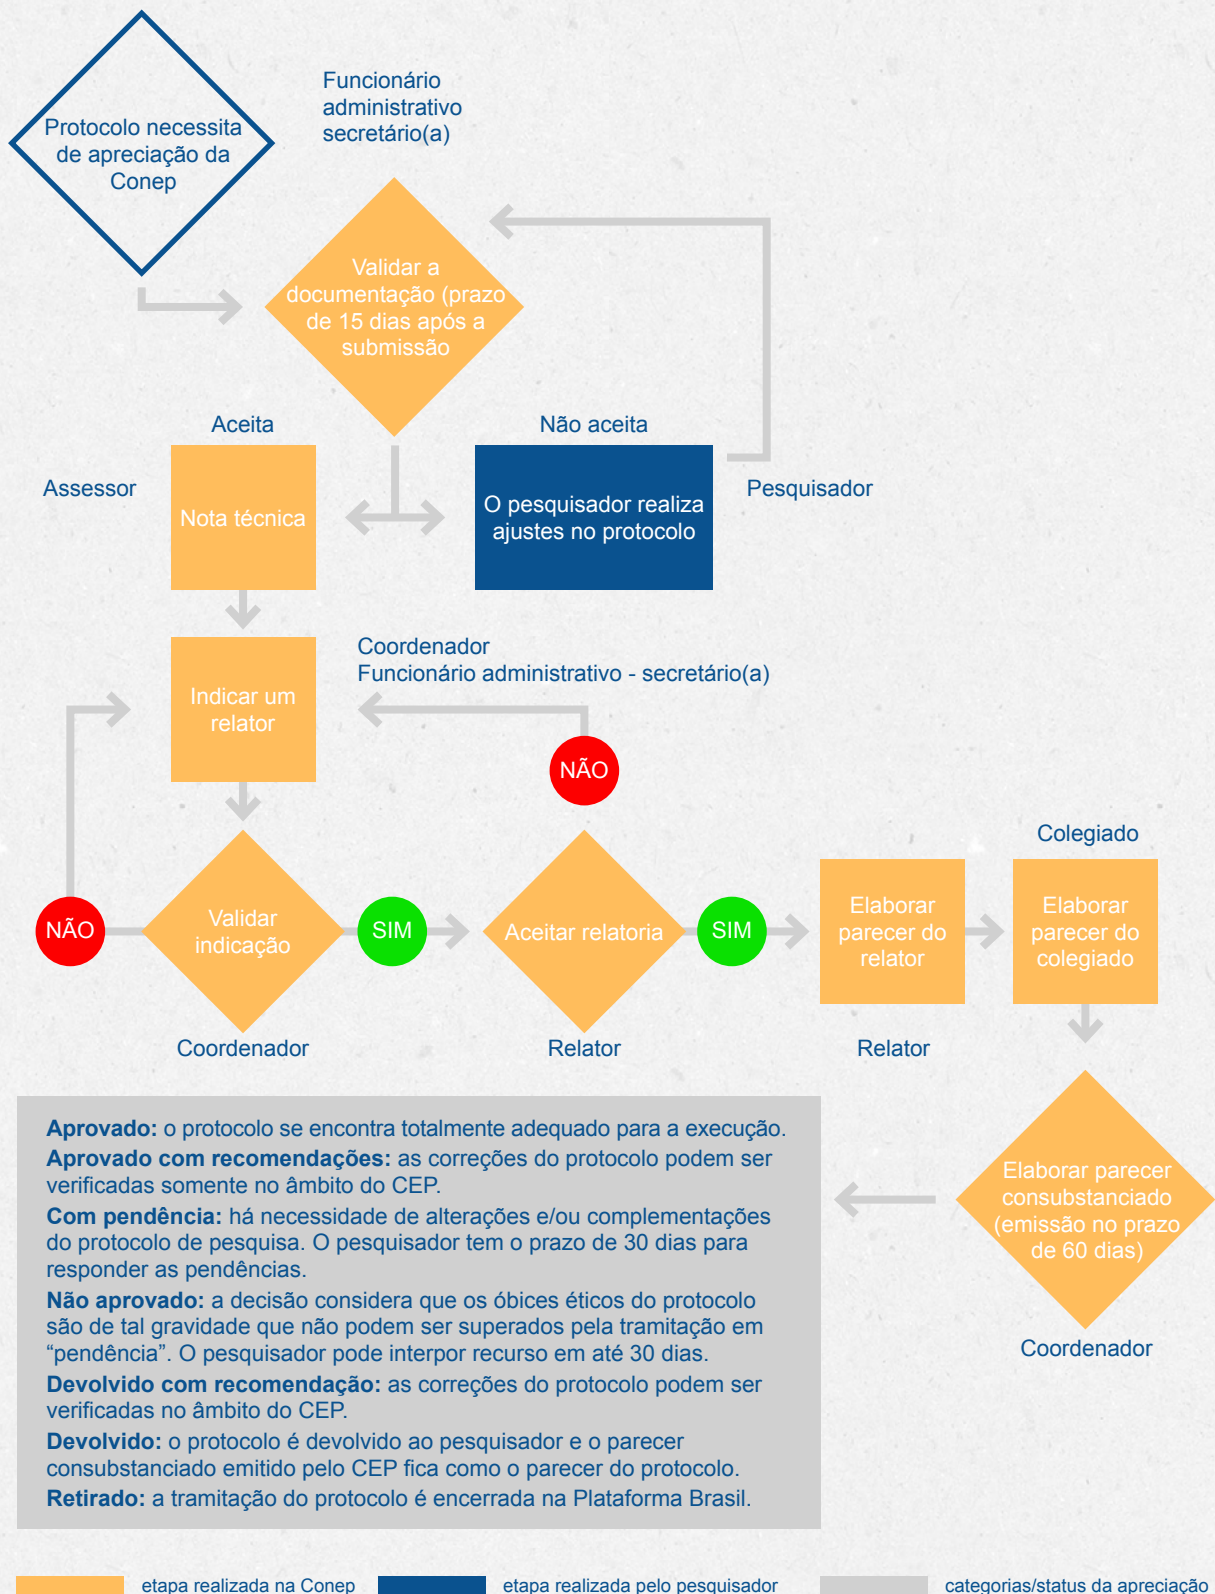 Protocolo necessita
de apreciação da
Conep
Funcionário
administrativo
secretário(a)
Validar a
documentação (prazo
de 15 dias após a
submissão
Aceita
Não aceita
Assessor
Nota técnica
O pesquisador realiza
ajustes no protocolo
Pesquisador
Indicar um
relator
Coordenador
Funcionário administrativo - secretário(a)
NÃO
NÃO
Validar
indicação
SIM
Aceitar relatoria
SIM
Elaborar
parecer do
relator
Colegiado
Elaborar
parecer do
colegiado
Coordenador
Relator
Relator
Elaborar parecer
consubstanciado
(emissão no prazo
de 60 dias)
Coordenador
Aprovado: o protocolo se encontra totalmente adequado para a execução.
Aprovado com recomendações: as correções do protocolo podem ser
verificadas somente no âmbito do CEP.
Com pendência: há necessidade de alterações e/ou complementações
do protocolo de pesquisa. O pesquisador tem o prazo de 30 dias para
responder as pendências.
Não aprovado: a decisão considera que os óbices éticos do protocolo
são de tal gravidade que não podem ser superados pela tramitação em
“pendência”. O pesquisador pode interpor recurso em até 30 dias.
Devolvido com recomendação: as correções do protocolo podem ser
verificadas no âmbito do CEP.
Devolvido: o protocolo é devolvido ao pesquisador e o parecer
consubstanciado emitido pelo CEP fica como o parecer do protocolo.
Retirado: a tramitação do protocolo é encerrada na Plataforma Brasil.
etapa realizada na Conep
etapa realizada pelo pesquisador
categorias/status da apreciação